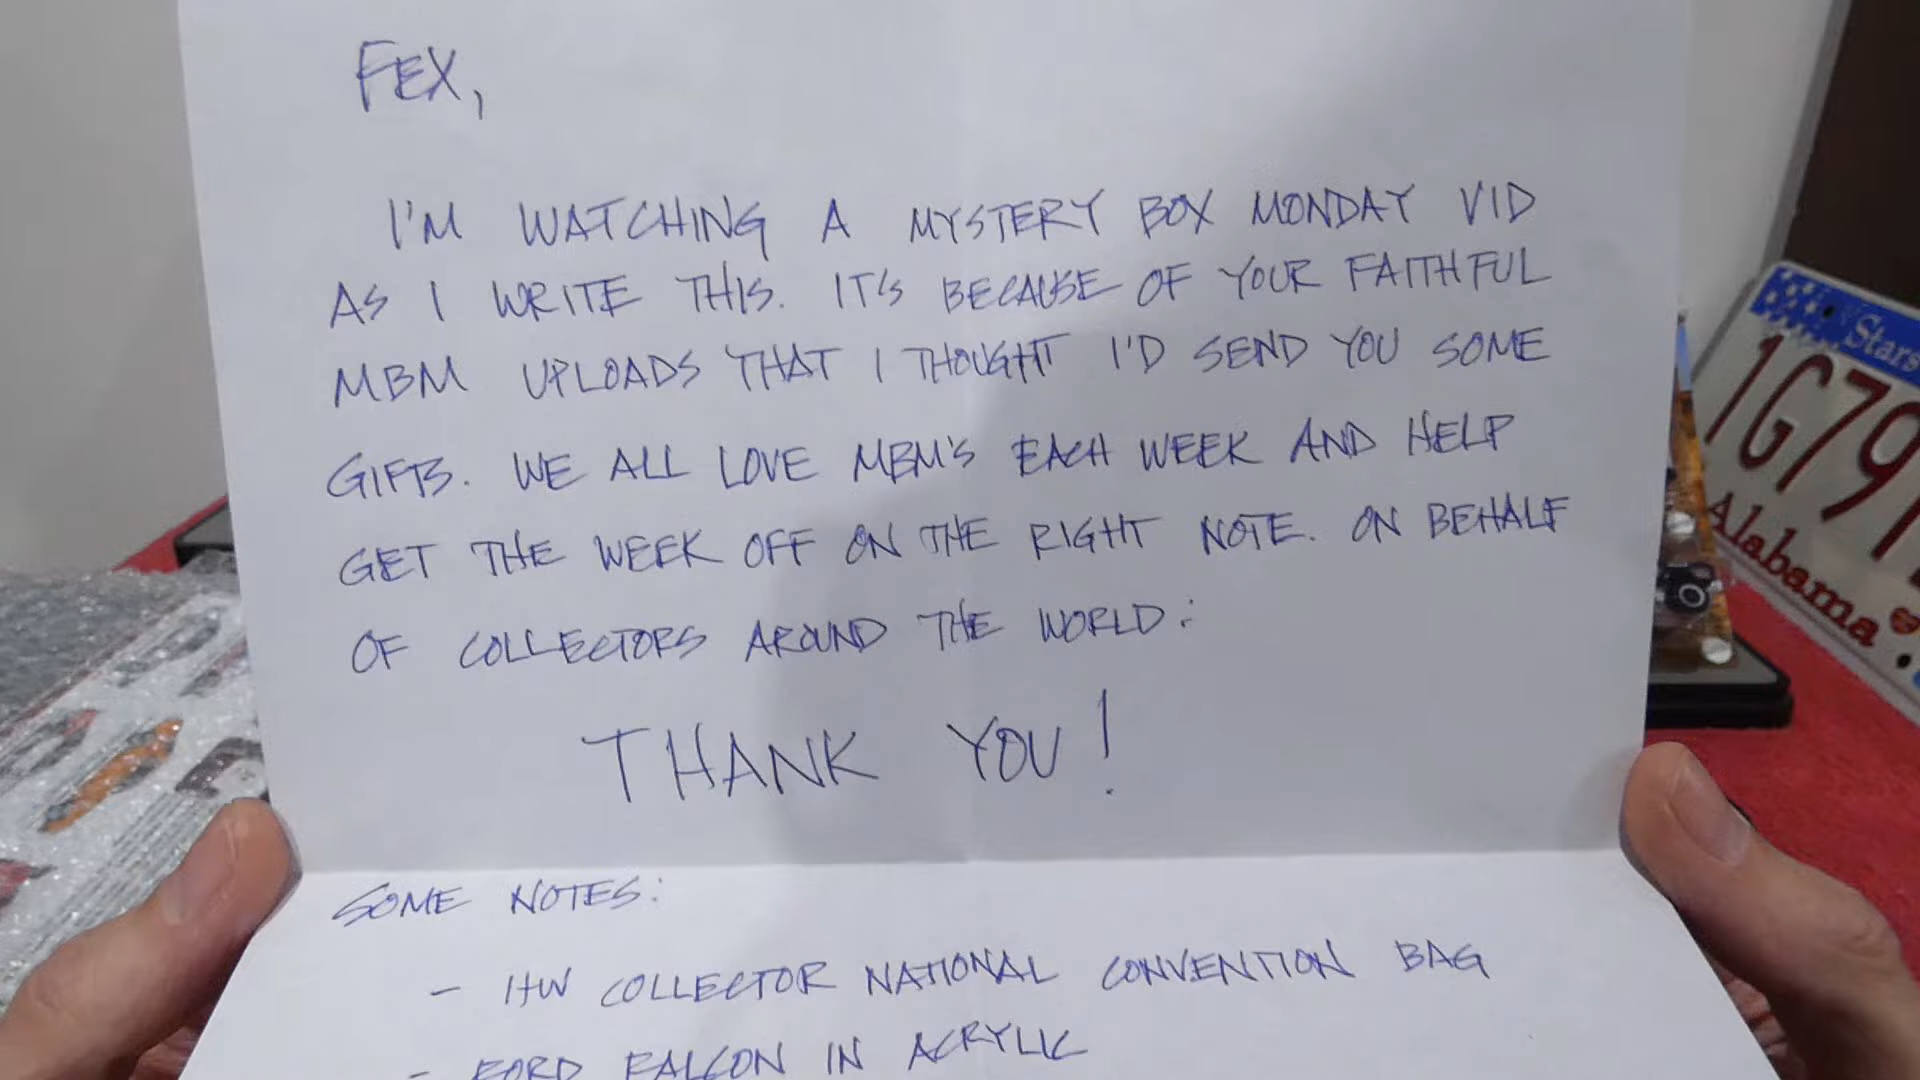 FEX,
I'M WATCHING A MYSTERY BOX MONDAY VID
AS I WRITE THIS. IT'S BECAUSE OF YOUR FAITHFUL
MBM UPLOADS THAT I THOUGHT I'D SEND YOU SOME
GIFTS. WE ALL LOVE MBM'S EACH WEEK AND HELP
GET THE WEEK OFF ON THE RIGHT NOTE. ON BEHALF
OF COLLECTORS AROUND THE WORLD:
THANK YOU!
SOME NOTES:
- HW COLLECTOR NATIONAL CONVENTION BAG
- FORD FALCON IN ACRYLIC
Stars
1G79
Alabama